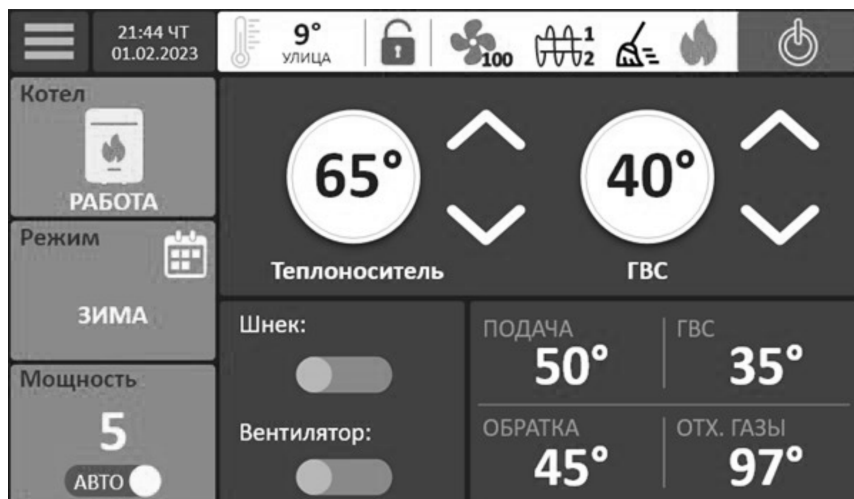 21:44 ЧТ
01.02.2023
9°
УЛИЦА
100
1
2
Котел
РАБОТА
65°
Теплоноситель
40°
ГВС
Режим
ЗИМА
Мощность
5
АВТО
Шнек:
Вентилятор:
ПОДАЧА
50°
ГВС
35°
ОБРАТКА
45°
ОТХ. ГАЗЫ
97°